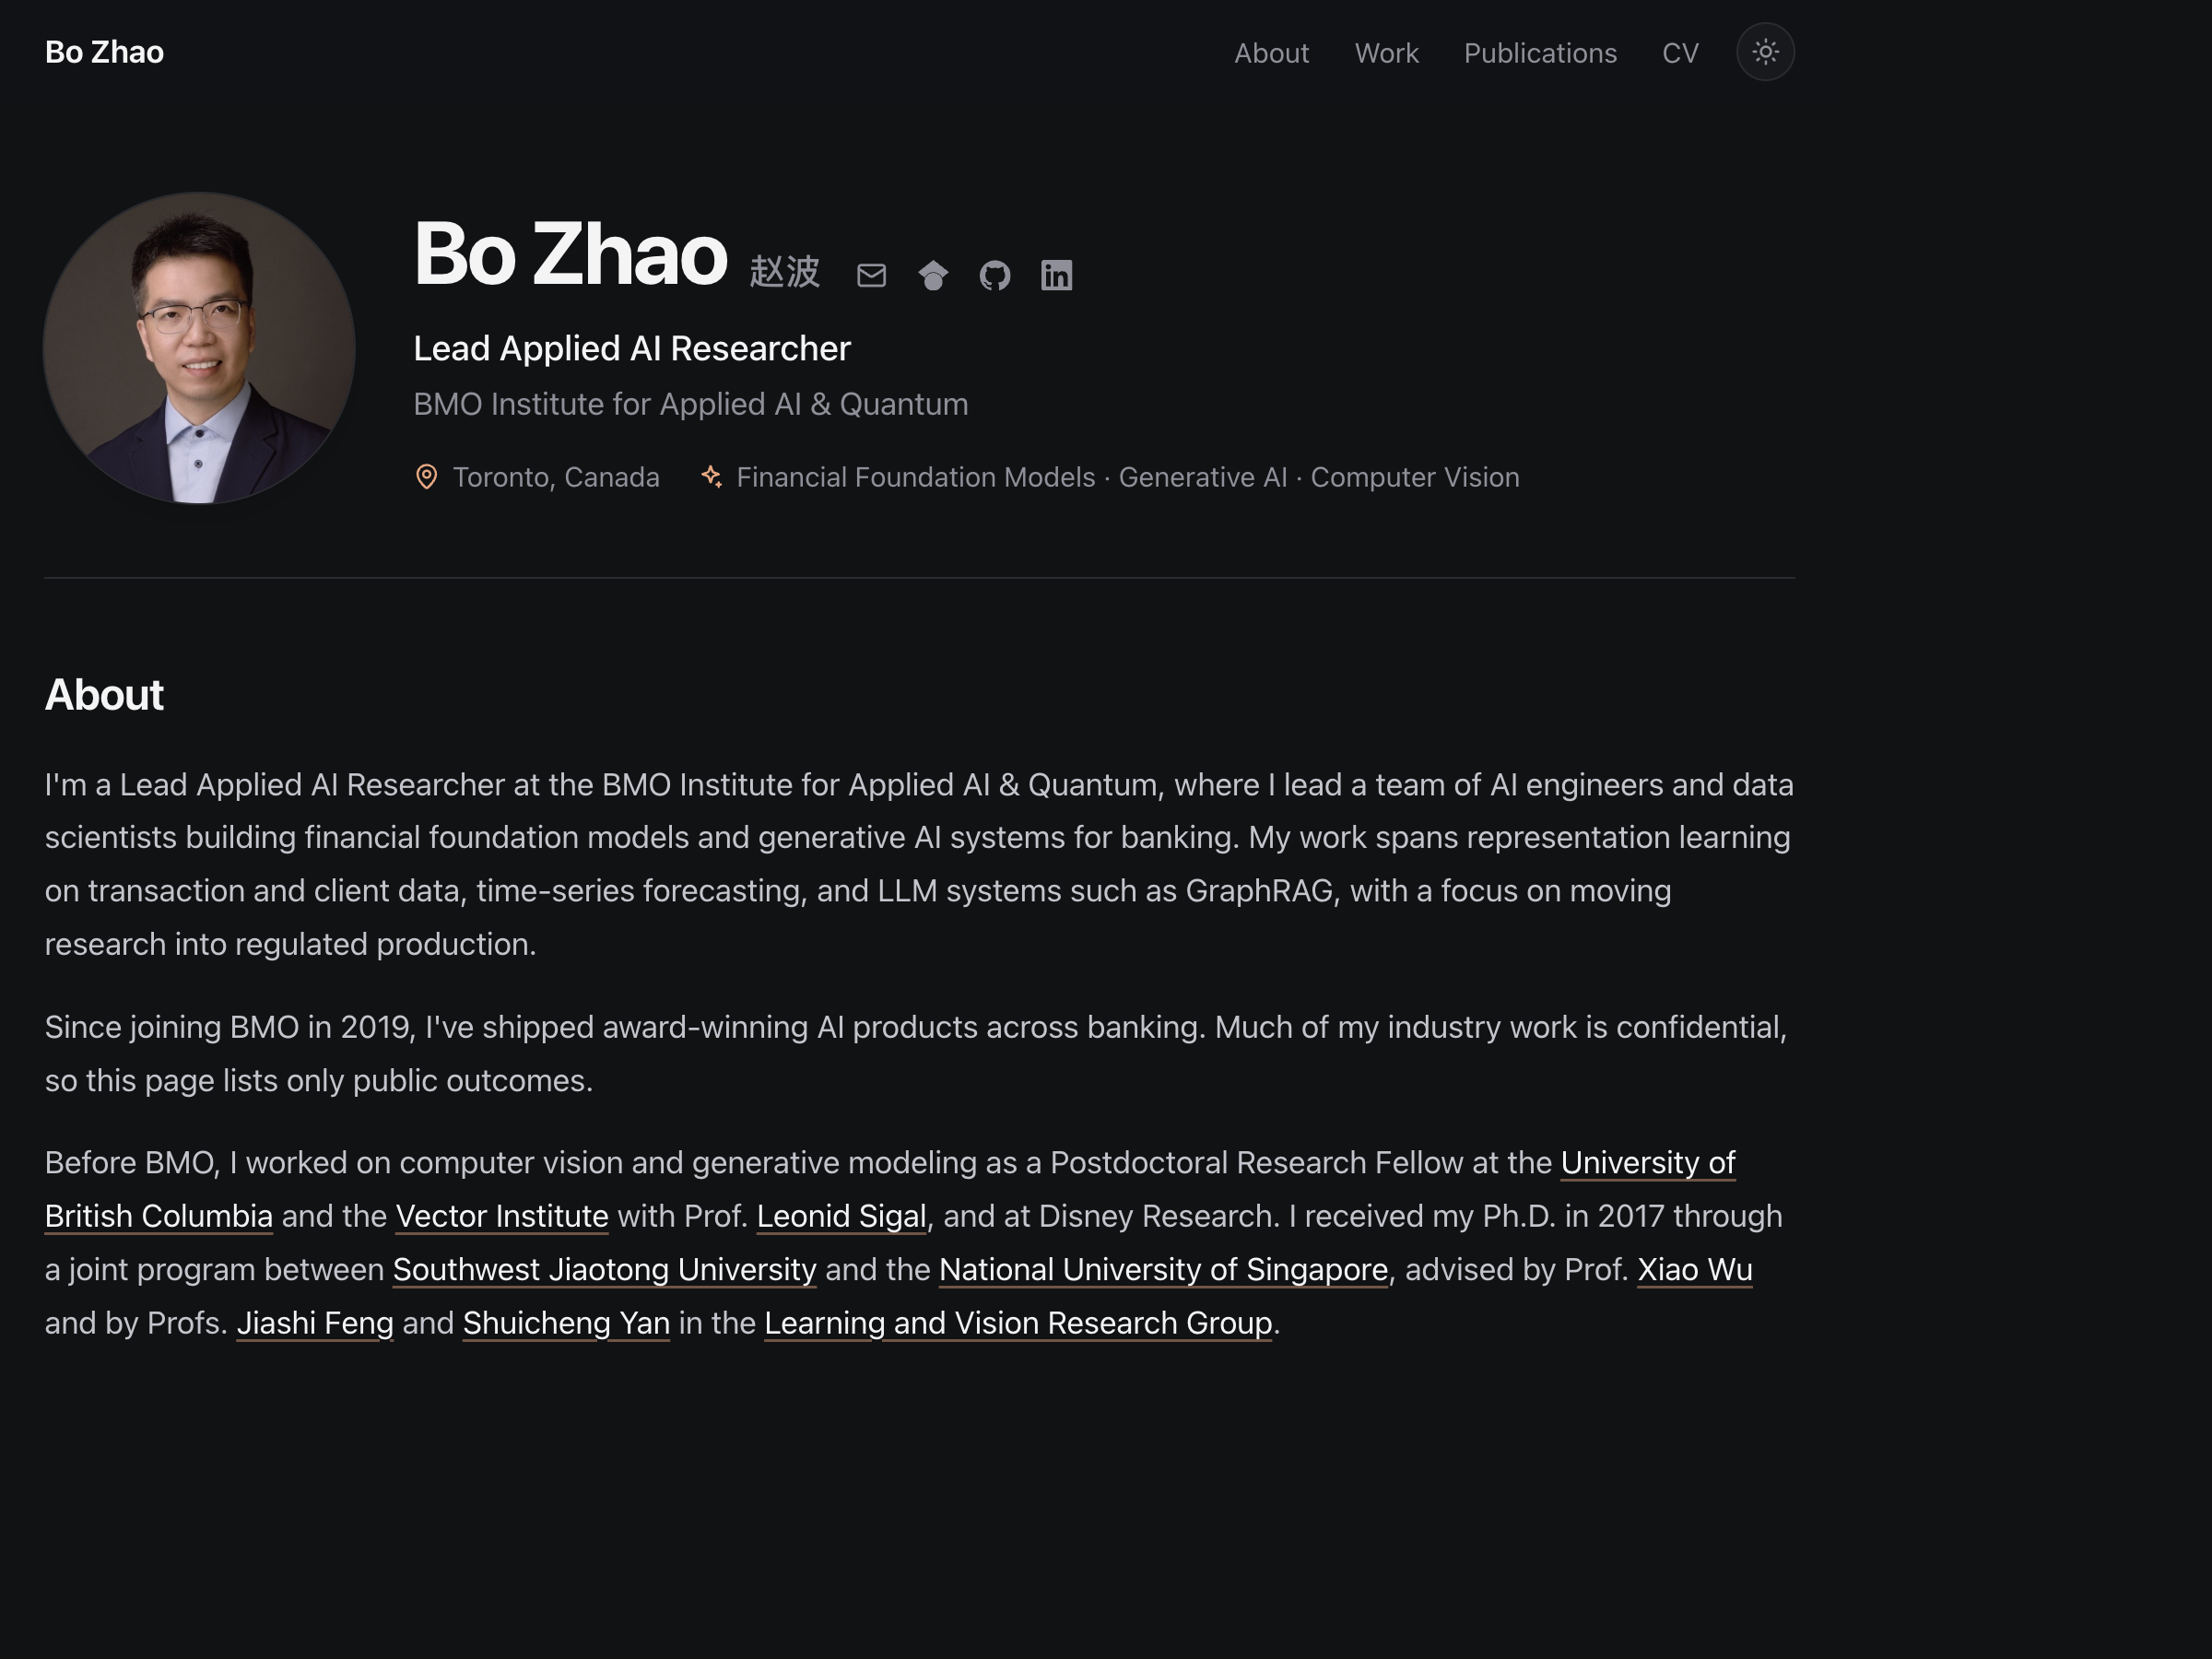 Bo Zhao
About Work Publications CV
Bo Zhao 赵波
Lead Applied AI Researcher
BMO Institute for Applied AI & Quantum
Toronto, Canada Financial Foundation Models · Generative AI · Computer Vision
About
I'm a Lead Applied AI Researcher at the BMO Institute for Applied AI & Quantum, where I lead a team of AI engineers and data
scientists building financial foundation models and generative AI systems for banking. My work spans representation learning
on transaction and client data, time-series forecasting, and LLM systems such as GraphRAG, with a focus on moving
research into regulated production.
Since joining BMO in 2019, I've shipped award-winning AI products across banking. Much of my industry work is confidential,
so this page lists only public outcomes.
Before BMO, I worked on computer vision and generative modeling as a Postdoctoral Research Fellow at the University of
British Columbia and the Vector Institute with Prof. Leonid Sigal, and at Disney Research. I received my Ph.D. in 2017 through
a joint program between Southwest Jiaotong University and the National University of Singapore, advised by Prof. Xiao Wu
and by Profs. Jiashi Feng and Shuicheng Yan in the Learning and Vision Research Group.